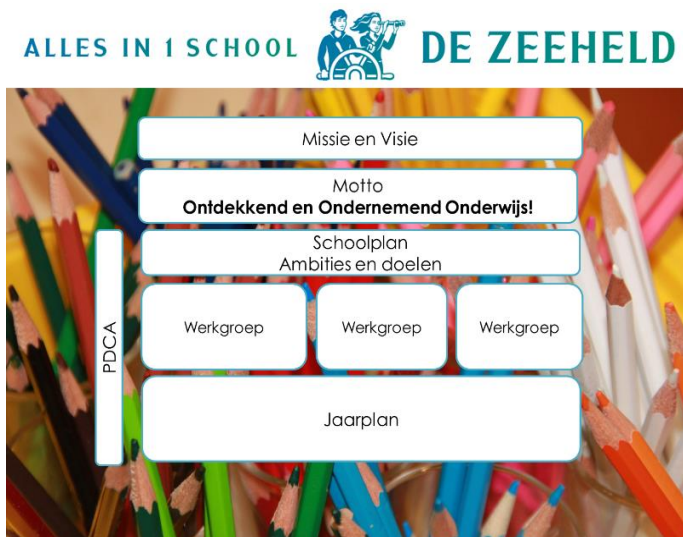 ALLES IN 1 SCHOOL DE ZEEHELD
Missie en Visie
Motto
Ontdekkend en Ondernemend Onderwijs!
Schoolplan
Ambities en doelen
PDCA
Werkgroep Werkgroep Werkgroep
Jaarplan